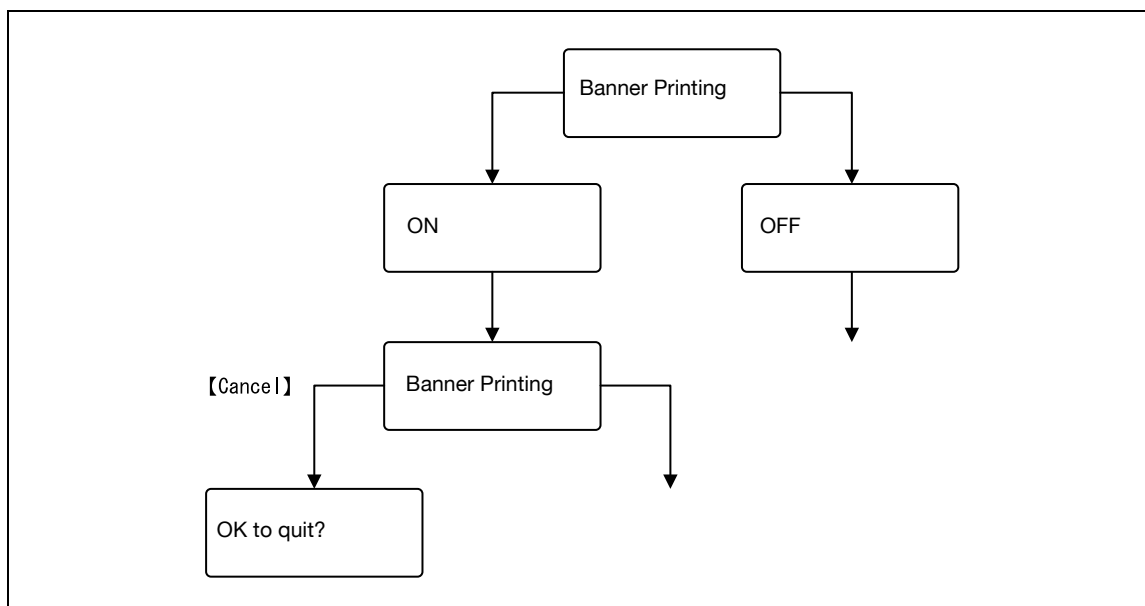 Banner Printing
ON
OFF
【Cancel】
Banner Printing
OK to quit?